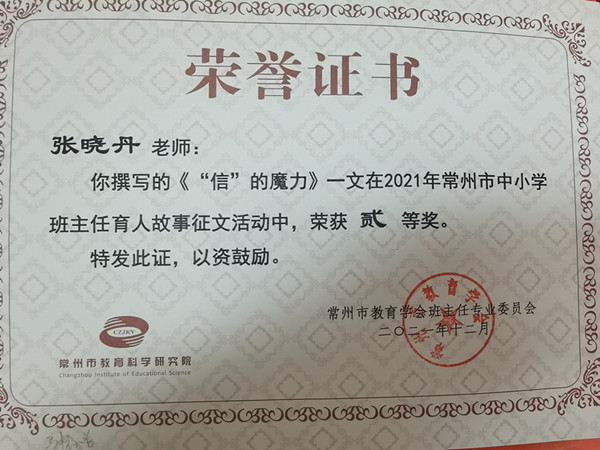 荣誉证书
张晓丹 老师：
你撰写的《“信”的魔力》一文在2021年常州市中小学
班主任育人故事征文活动中，荣获 贰 等奖。
特发此证，以资鼓励。
常州市教育学会班主任专业委员会
二〇二一年十二月
CZJKY
常州市教育科学研究院
Changzhou Institute of Educational Science